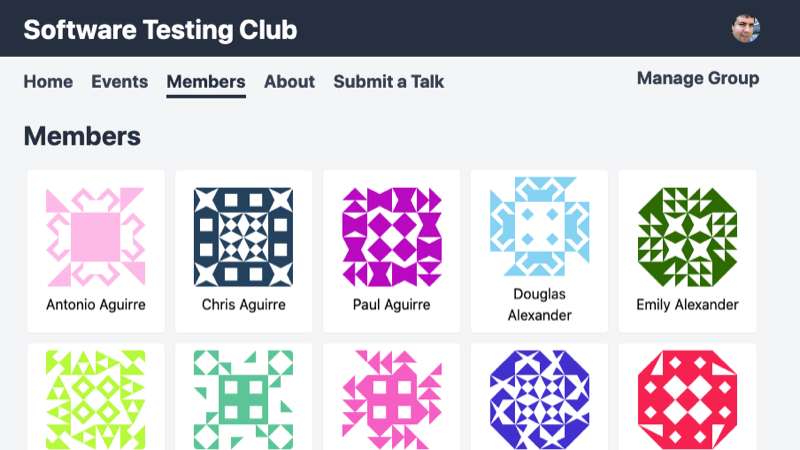 Software Testing Club
Home Events Members About Submit a Talk Manage Group
Members
Antonio Aguirre Chris Aguirre Paul Aguirre Douglas Alexander Emily Alexander